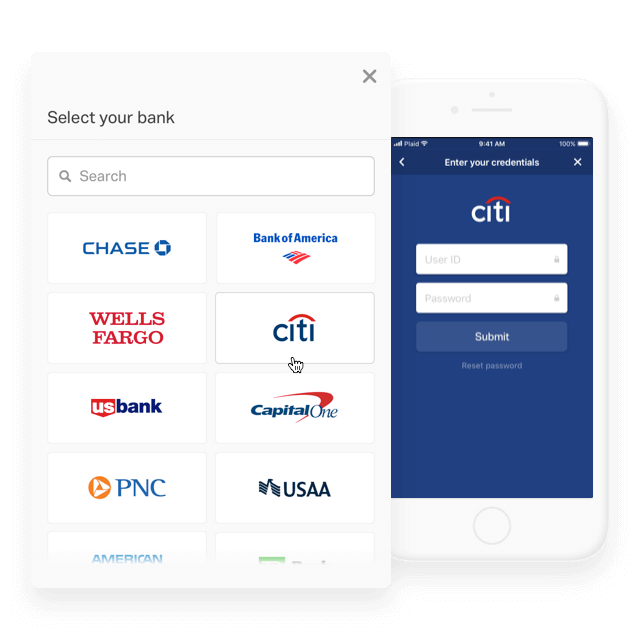 Select your bank
Search
CHASE
Bank of America
WELLS
FARGO
citi
usbank
Capital One
PNC
USAA
AMERICAN
Plaid
9:41 AM
100%
Enter your credentials
citi
User ID
Password
Submit
Reset password